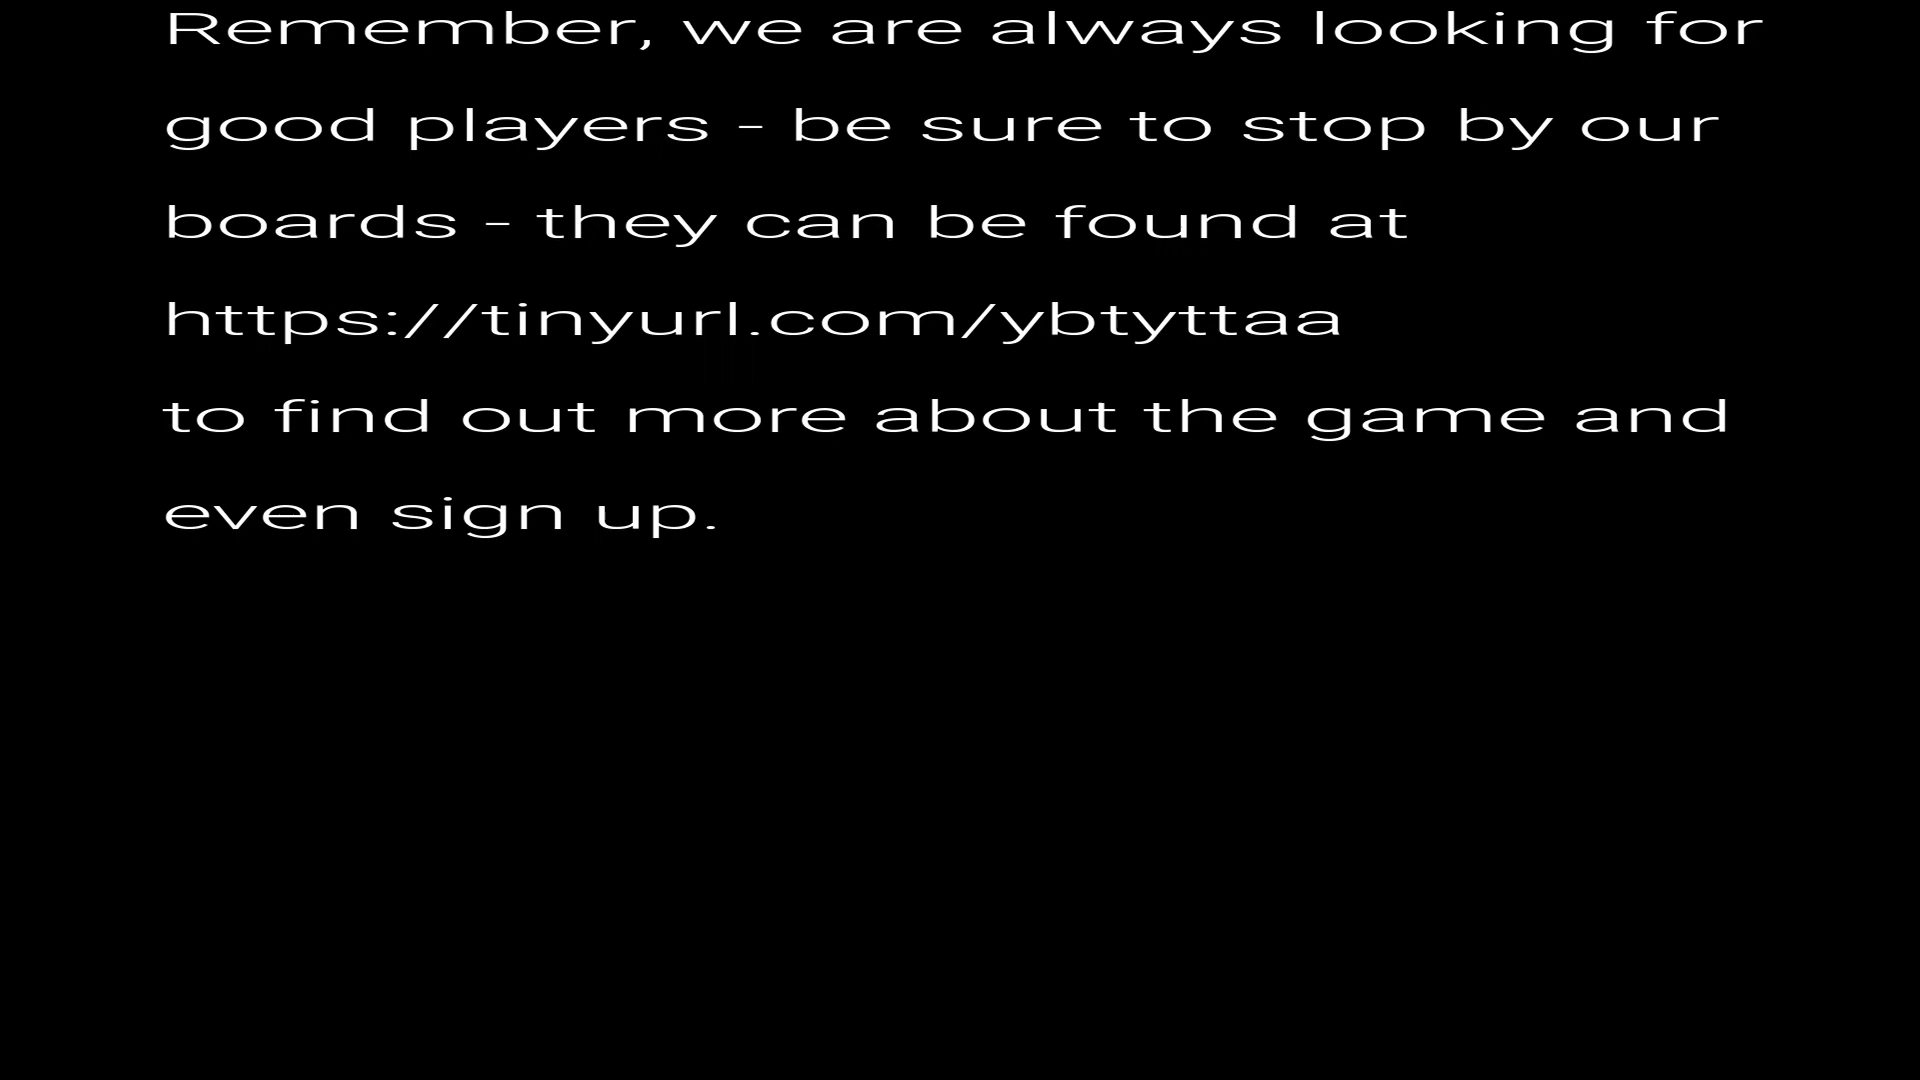 Remember, we are always looking for
good players - be sure to stop by our
boards - they can be found at
https://tinyurl.com/ybtyttaa
to find out more about the game and
even sign up.